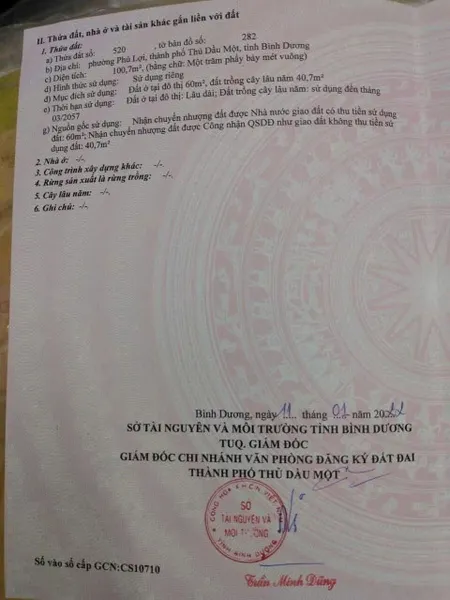 II. Thửa đất, nhà ở và tài sản khác gắn liền với đất
1. Thửa đất:
a) Thửa đất số: 520 , tờ bản đồ số: 282
b) Địa chỉ: phường Phú Lợi, thành phố Thủ Dầu Một, tỉnh Bình Dương
c) Diện tích: 100,7m², (bằng chữ: Một trăm phẩy bảy mét vuông)
d) Hình thức sử dụng: Sử dụng riêng
đ) Mục đích sử dụng: Đất ở tại đô thị 60m², đất trồng cây lâu năm 40,7m²
e) Thời hạn sử dụng: Đất ở tại đô thị: Lâu dài; Đất trồng cây lâu năm: sử dụng đến tháng
03/2057
g) Nguồn gốc sử dụng: Nhận chuyển nhượng đất được Nhà nước giao đất có thu tiền sử dụng
đất: 60m²; Nhận chuyển nhượng đất được Công nhận QSDĐ như giao đất không thu tiền sử
dụng đất: 40,7m²
2. Nhà ở: -/-.
3. Công trình xây dựng khác: -/-.
4. Rừng sản xuất là rừng trồng: -/-.
5. Cây lâu năm: -/-.
6. Ghi chú: -/-.
Bình Dương, ngày 11 tháng 01 năm 2022
SỞ TÀI NGUYÊN VÀ MÔI TRƯỜNG TỈNH BÌNH DƯƠNG
TUQ. GIÁM ĐỐC
GIÁM ĐỐC CHI NHÁNH VĂN PHÒNG ĐĂNG KÝ ĐẤT ĐAI
THÀNH PHỐ THỦ DẦU MỘT
CỘNG HÒA X.H.C.N. VIỆT NAM
SỞ
TÀI NGUYÊN VÀ
MÔI TRƯỜNG
TỈNH BÌNH DƯƠNG
Số vào sổ cấp GCN:CS10710
Trần Minh Dũng